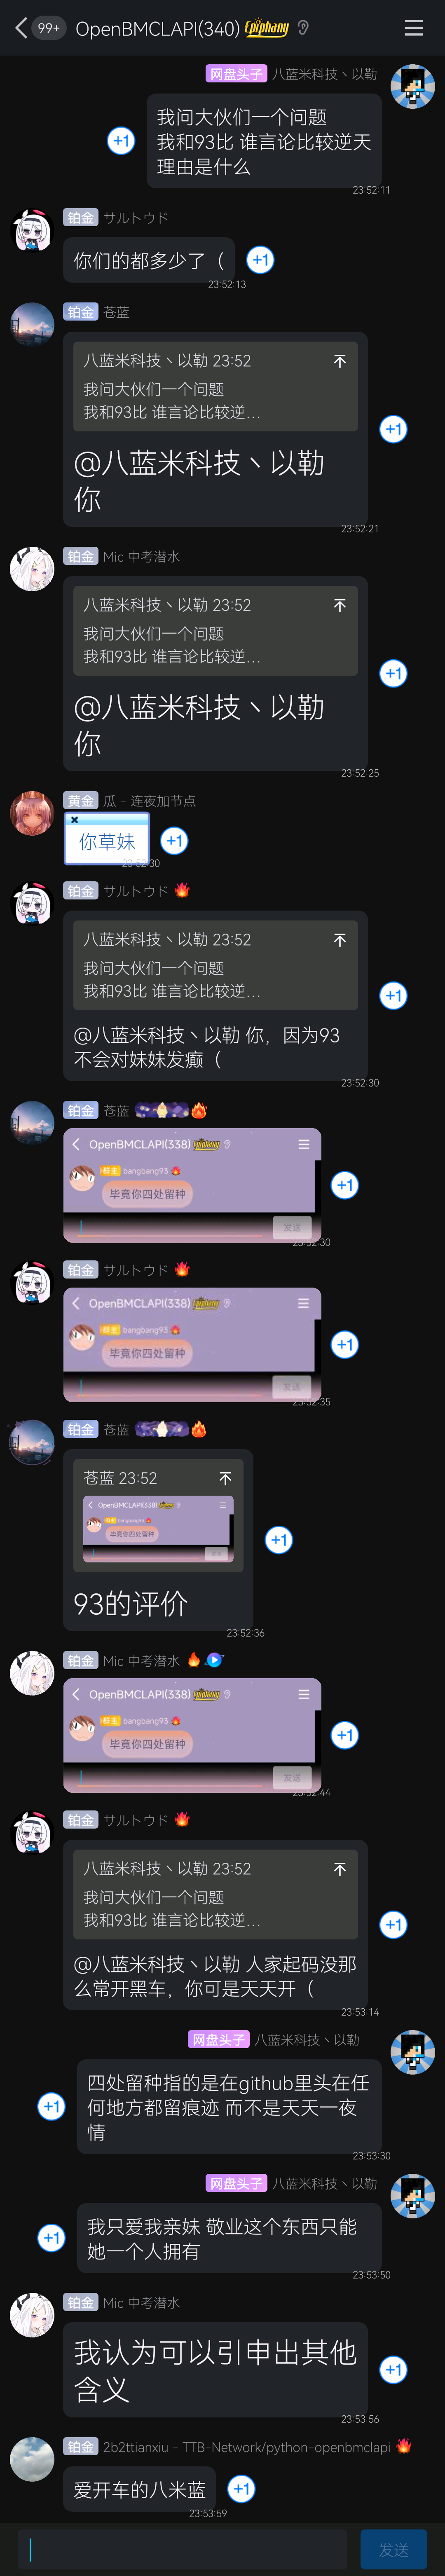 99+
OpenBMCLAPI(340) Epiphany
网盘头子 八蓝米科技丶以勒
我问大伙们一个问题
我和93比 谁言论比较逆天
理由是什么
+1
23:52:11
铂金 サルトウド
你们的都多少了（
+1
23:52:13
铂金 苍蓝
八蓝米科技丶以勒 23:52
我问大伙们一个问题
我和93比 谁言论比较逆...
+1
@八蓝米科技丶以勒
你
23:52:21
铂金 Mic 中考潜水
八蓝米科技丶以勒 23:52
我问大伙们一个问题
我和93比 谁言论比较逆...
+1
@八蓝米科技丶以勒
你
23:52:25
黄金 瓜 - 连夜加节点
你草妹
+1
23:52:30
铂金 サルトウド
八蓝米科技丶以勒 23:52
我问大伙们一个问题
我和93比 谁言论比较逆...
+1
@八蓝米科技丶以勒 你，因为93
不会对妹妹发癫（
23:52:30
铂金 苍蓝
OpenBMCLAPI(338) Epiphany
群主 bangbang93
毕竟你四处留种
+1
发送
23:52:30
铂金 サルトウド
OpenBMCLAPI(338) Epiphany
群主 bangbang93
毕竟你四处留种
+1
发送
23:52:35
铂金 苍蓝
苍蓝 23:52
OpenBMCLAPI(338)
群主 bangbang93
毕竟你四处留种
发送
+1
93的评价
23:52:36
铂金 Mic 中考潜水
OpenBMCLAPI(338) Epiphany
群主 bangbang93
毕竟你四处留种
+1
发送
23:52:44
铂金 サルトウド
八蓝米科技丶以勒 23:52
我问大伙们一个问题
我和93比 谁言论比较逆...
+1
@八蓝米科技丶以勒 人家起码没那
么常开黑车，你可是天天开（
23:53:14
网盘头子 八蓝米科技丶以勒
四处留种指的是在github里头在任
何地方都留痕迹 而不是天天一夜
情
+1
23:53:30
网盘头子 八蓝米科技丶以勒
我只爱我亲妹 敬业这个东西只能
她一个人拥有
+1
23:53:50
铂金 Mic 中考潜水
我认为可以引申出其他
含义
+1
23:53:56
铂金 2b2ttianxiu - TTB-Network/python-openbmclapi
爱开车的八米蓝
+1
23:53:59
发送